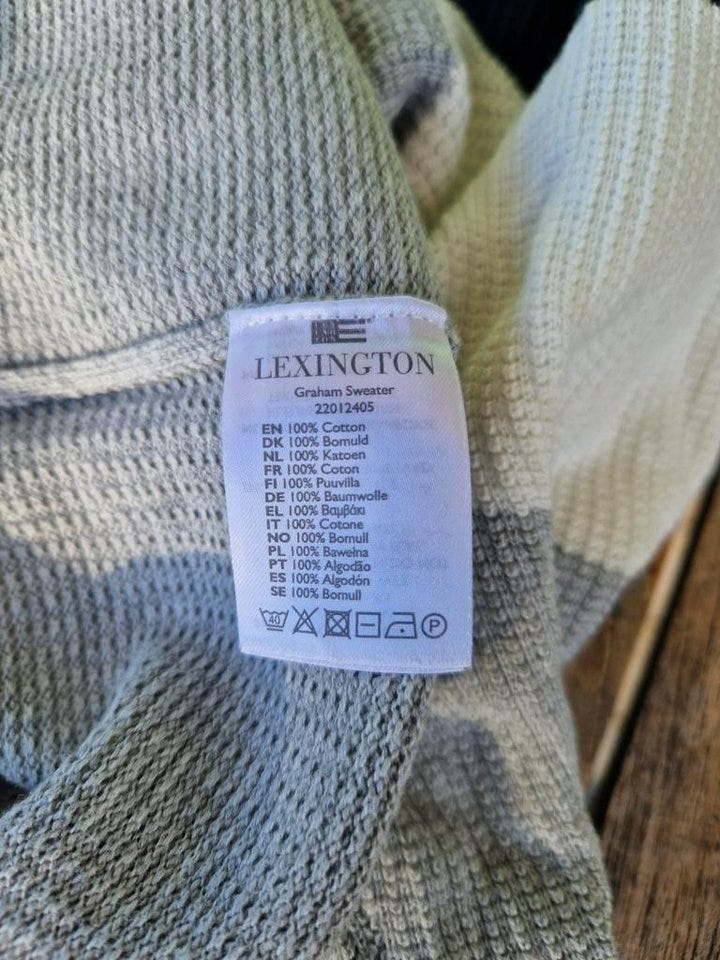 LEXINGTON
Graham Sweater
22012405
EN 100% Cotton
DK 100% Bomuld
NL 100% Katoen
FR 100% Coton
FI 100% Puuvilla
DE 100% Baumwolle
EL 100% Βαμβάκι
IT 100% Cotone
NO 100% Bomull
PL 100% Bawełna
PT 100% Algodão
ES 100% Algodón
SE 100% Bomull
40 P